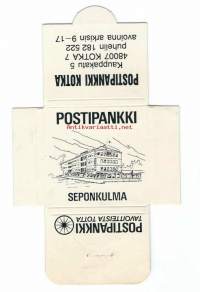 Kauppakatu 5
48007 KOTKA 7
puhelin 182 522
avoinna arkisin 9-17
POSTIPANKKI KOTKA
POSTIPANKKI
SEPONKULMA
POSTIPANKKI
TAVOITTEISTA TOTTA
antikvariaatti.net